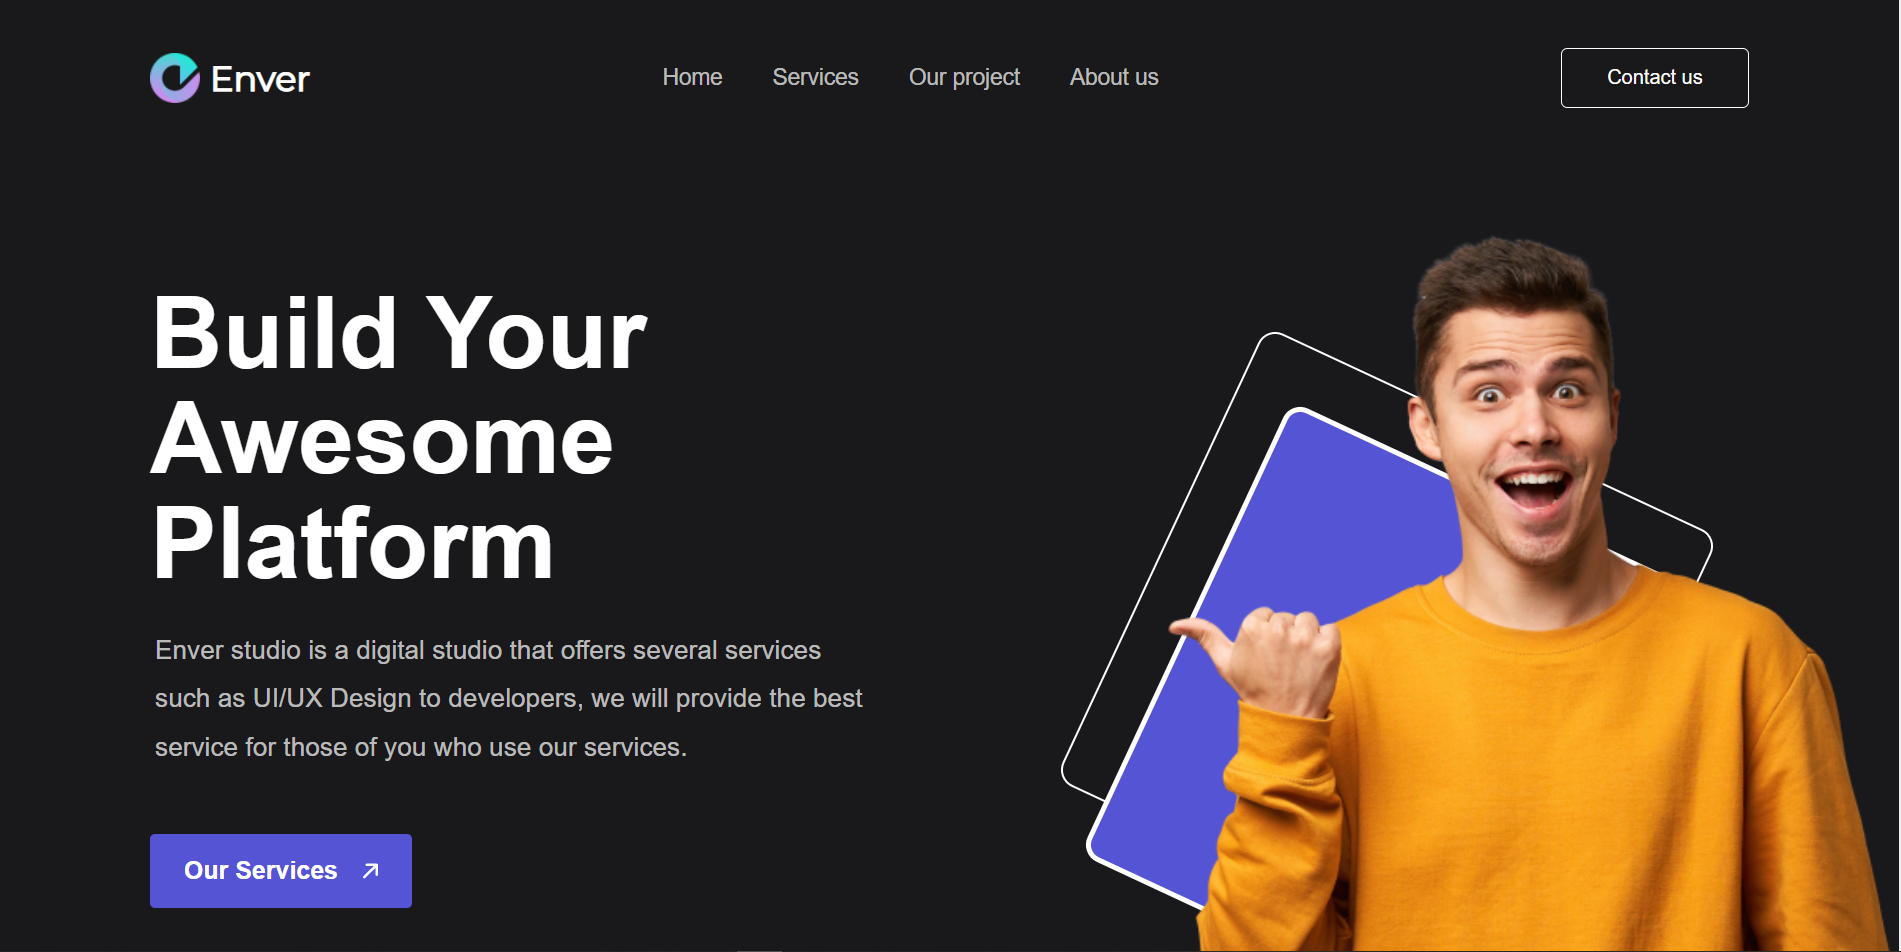 Enver
Home
Services
Our project
About us
Contact us
Build Your
Awesome
Platform
Enver studio is a digital studio that offers several services
such as UI/UX Design to developers, we will provide the best
service for those of you who use our services.
Our Services